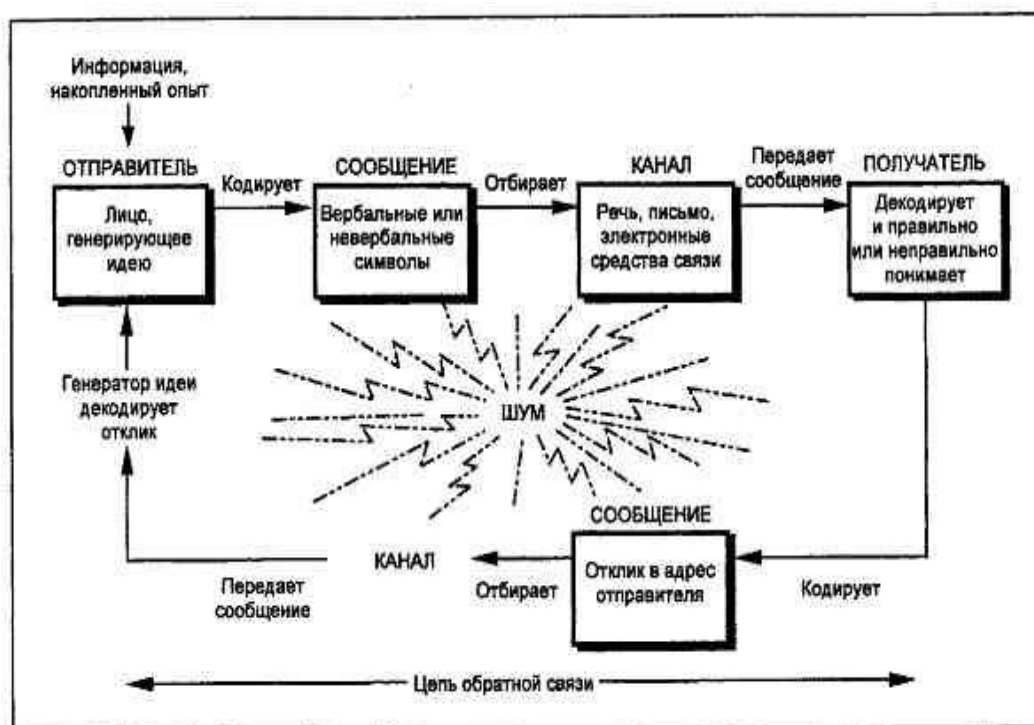 Информация,
накопленный опыт
ОТПРАВИТЕЛЬ
Лицо,
генерирующее
идею
Кодирует
СООБЩЕНИЕ
Вербальные или
невербальные
символы
Отбирает
КАНАЛ
Речь, письмо,
электронные
средства связи
Передает
сообщение
ПОЛУЧАТЕЛЬ
Декодирует
и правильно
или неправильно
понимает
Генератор идеи
декодирует
отклик
ШУМ
СООБЩЕНИЕ
Отклик в адрес
отправителя
Кодирует
Отбирает
КАНАЛ
Передает
сообщение
Цепь обратной связи